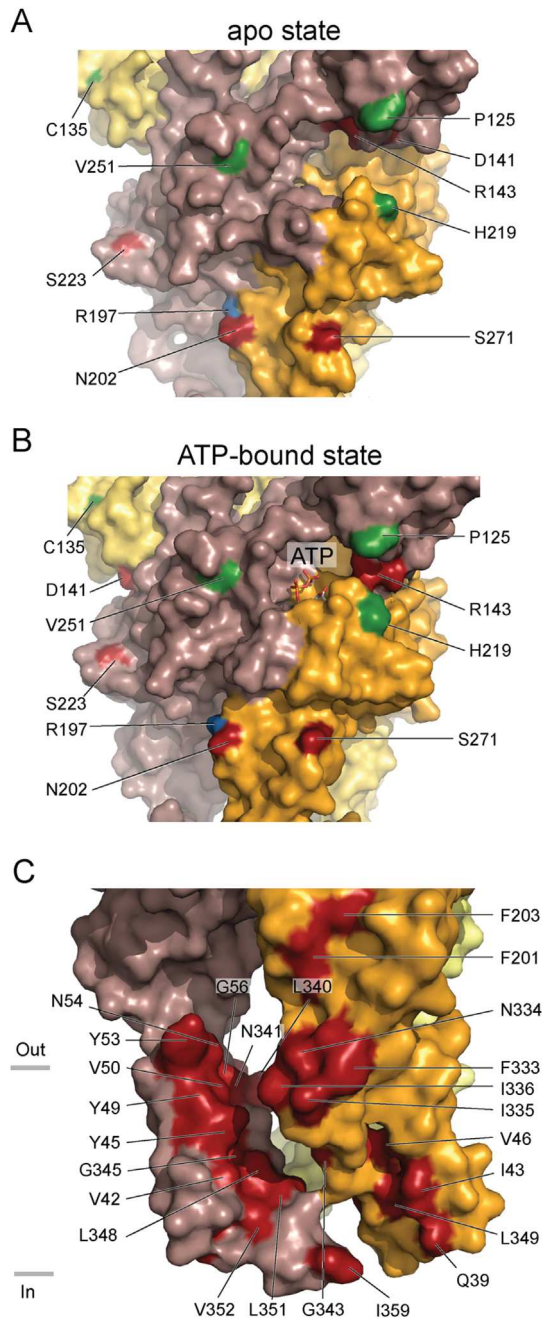 A
apo state
C135
V251
S223
R197
N202
P125
D141
R143
H219
S271
B
ATP-bound state
C135
D141
V251
S223
R197
N202
ATP
P125
R143
H219
S271
C
N54
G56
L340
N341
Y53
Out
V50
Y49
Y45
G345
V42
L348
In
V352
L351
G343
I359
F203
F201
N334
F333
I336
I335
V46
I43
L349
Q39